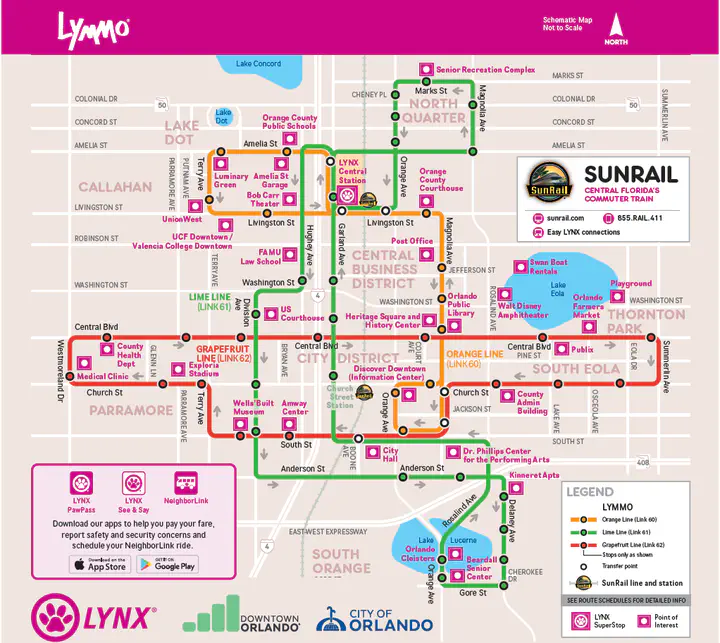 LYMMO®
Schematic Map
Not to Scale
NORTH
Lake Concord
Senior Recreation Complex
MARKS ST
Marks St
CHENEY PL
NORTH
QUARTER
Magnolia Ave
COLONIAL DR
50
COLONIAL DR
50
SUMMERLIN AVE
Lake
Dot
Orange County
Public Schools
CONCORD ST
CONCORD ST
LAKE
DOT
AMELIA ST
Amelia St
AMELIA ST
Terry Ave
PUTNAM AVE
PARRAMORE AVE
Luminary
Green
Amelia St
Garage
LYNX
Central
Station
Orange Ave
Orange
County
Courthouse
CALLAHAN
Bob Carr
Theater
LIVINGSTON ST
UnionWest
Livingston St
Livingston St
SunRail
SUNRAIL
CENTRAL FLORIDA'S
COMMUTER TRAIN
sunrail.com
855.RAIL.411
Easy LYNX connections
UCF Downtown/
Valencia College Downtown
ROBINSON ST
Hughey Ave
Garland Ave
Post Office
Magnolia Ave
ROBINSON ST
TERRY AVE
FAMU
Law School
CENTRAL
BUSINESS
DISTRICT
JEFFERSON ST
Swan Boat
Rentals
Lake
Eola
Playground
WASHINGTON ST
Washington St
WASHINGTON ST
WASHINGTON ST
ROSALIND AVE
LIME LINE
(LINK 61)
Division
Ave
4
Orlando
Public
Library
Walt Disney
Amphitheater
Orlando
Farmers
Market
THORNTON
PARK
US
Courthouse
Heritage Square and
History Center
Central Blvd
Central Blvd
Central Blvd
Westmoreland Dr
County
Health
Dept
GLENN LN
GRAPEFRUIT
LINE (LINK 62)
BRYAN AVE
CITY DISTRICT
COURT
AVE
ORANGE LINE
(LINK 60)
PINE ST
Publix
EOLA DR
Summerlin Ave
Medical Clinic
Exploria
Stadium
Discover Downtown
(Information Center)
SOUTH EOLA
Church St
PARRAMORE AVE
Terry Ave
Church
Street
Station
Orange Ave
Church St
County
Admin
Building
LAKE AVE
OSCEOLA AVE
PARRAMORE
Wells'Built
Museum
Amway
Center
JACKSON ST
South St
BOONE
AVE
City
Hall
Dr. Phillips Center
for the Performing Arts
SOUTH ST
408
Anderson St
Anderson St
Kinneret Apts
LYNX
PawPass
LYNX
See & Say
NeighborLink
Download our apps to help you pay your fare,
report safety and security concerns and
schedule your NeighborLink ride.
Download on the
App Store
GET IT ON
Google Play
Rosalind Ave
Delaney Ave
EAST-WEST EXPRESSWAY
4
SOUTH
ORANGE
Lake
Orlando
Cloisters
Lucerne
Beardall
Senior
Center
Orange Ave
Gore St
CHEROKEE
DR
LEGEND
LYMMO
Orange Line (Link 60)
Lime Line (Link 61)
Grapefruit Line (Link 62)
Stops only as shown
Transfer point
SunRail line and station
SEE ROUTE SCHEDULES FOR DETAILED INFO
LYNX
SuperStop
Point of
Interest
LYNX®
DOWNTOWN
ORLANDO™
CITY OF
ORLANDO